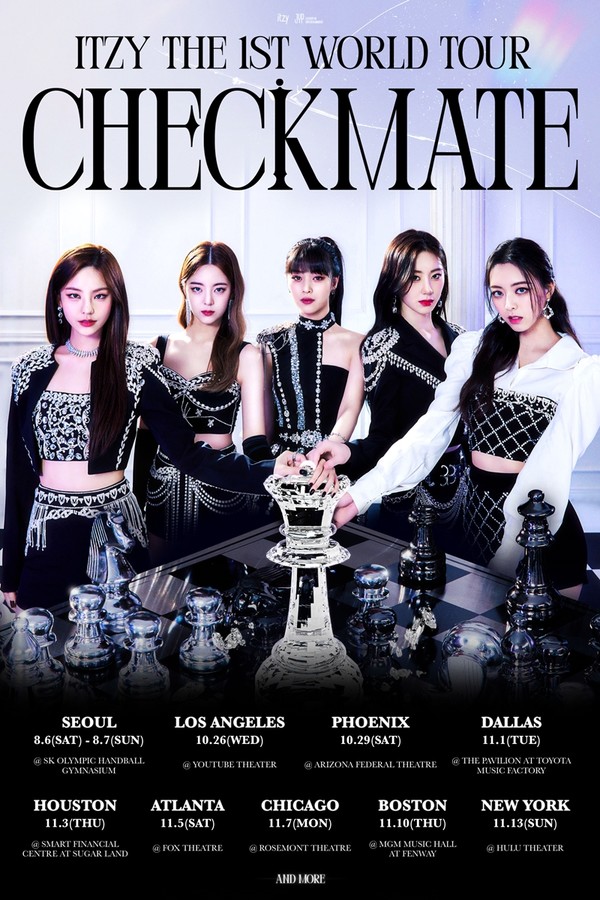 itzy JYP
ITZY THE 1ST WORLD TOUR
CHECKMATE
SEOUL
8.6(SAT) - 8.7(SUN)
@ SK OLYMPIC HANDBALL
GYMNASIUM
LOS ANGELES
10.26(WED)
@ YOUTUBE THEATER
PHOENIX
10.29(SAT)
@ ARIZONA FEDERAL THEATRE
DALLAS
11.1(TUE)
@ THE PAVILION AT TOYOTA
MUSIC FACTORY
HOUSTON
11.3(THU)
@ SMART FINANCIAL
CENTRE AT SUGAR LAND
ATLANTA
11.5(SAT)
@ FOX THEATRE
CHICAGO
11.7(MON)
@ ROSEMONT THEATRE
BOSTON
11.10(THU)
@ MGM MUSIC HALL
AT FENWAY
NEW YORK
11.13(SUN)
@ HULU THEATER
AND MORE